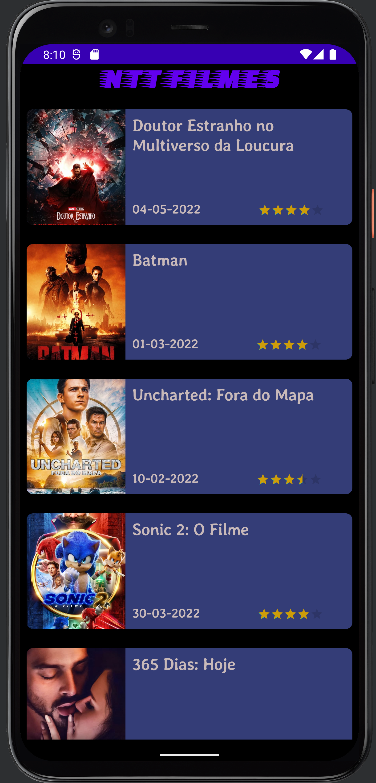 8:10
NTT FILMES
Doutor Estranho no
Multiverso da Loucura
DOUTOR ESTRANHO
04-05-2022
Batman
BATMAN
01-03-2022
Uncharted: Fora do Mapa
UNCHARTED
10-02-2022
Sonic 2: O Filme
SONIC 2
30-03-2022
365 Dias: Hoje